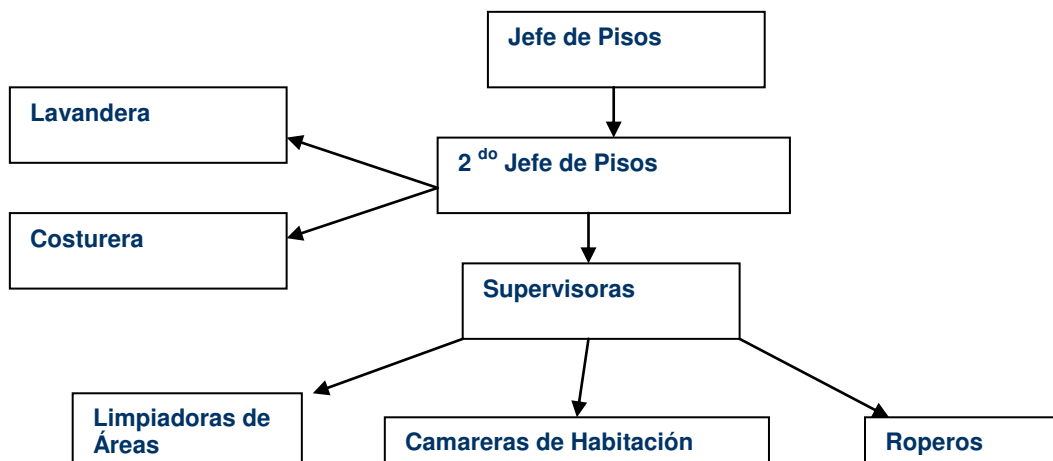 Jefe de Pisos
Lavandera
2 do Jefe de Pisos
Costurera
Supervisoras
Limpiadoras de
Áreas
Camareras de Habitación
Roperos